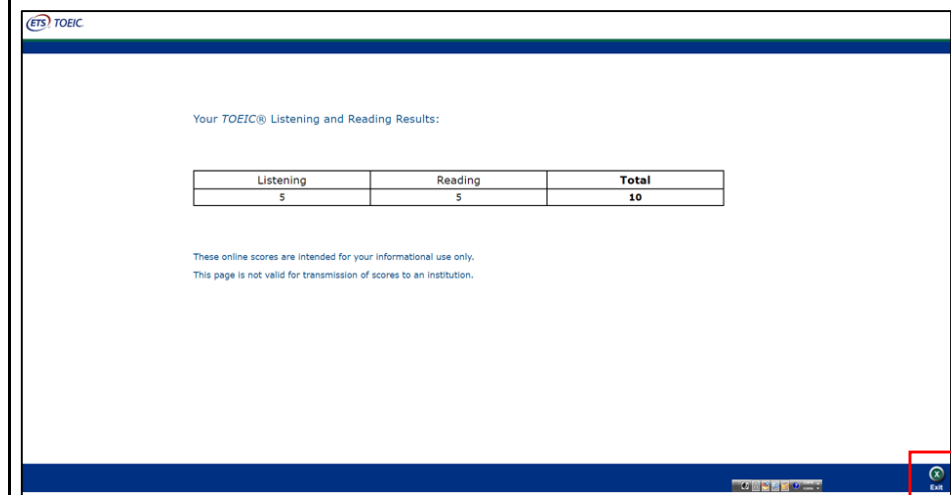 ETS TOEIC.
Your TOEIC® Listening and Reading Results:
Listening Reading Total
5 5 10
These online scores are intended for your informational use only.
This page is not valid for transmission of scores to an institution.
X
Exit